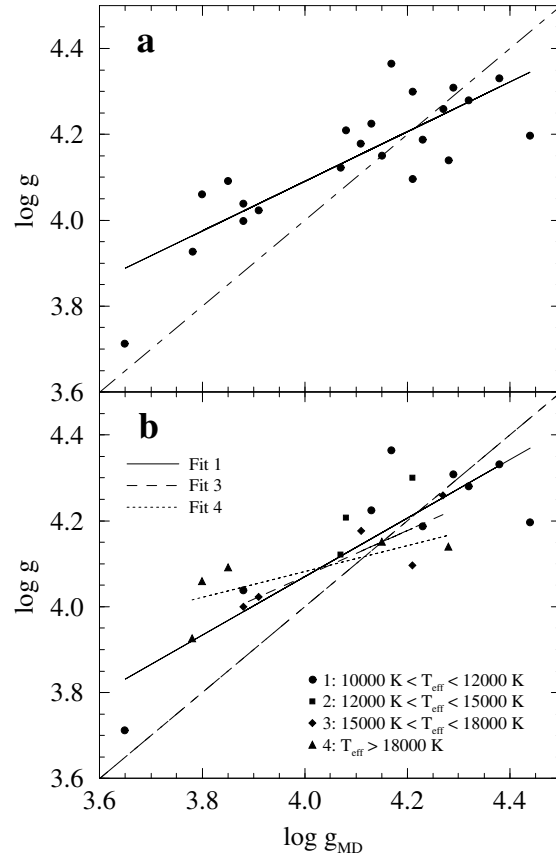 a
4.4
4.2
4.0
3.8
3.6
log g
b
Fit 1
Fit 3
Fit 4
4.4
4.2
4.0
3.8
3.6
log g
1: 10000 K < T_eff < 12000 K
2: 12000 K < T_eff < 15000 K
3: 15000 K < T_eff < 18000 K
4: T_eff > 18000 K
3.6 3.8 4.0 4.2 4.4
log g_MD